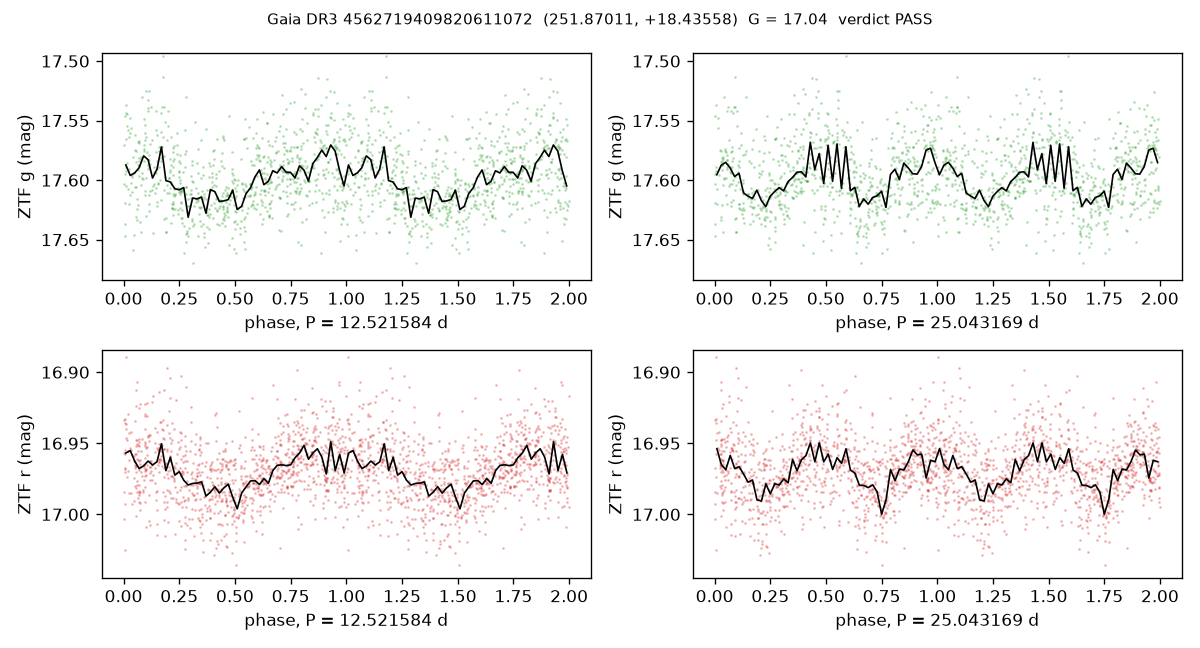 Gaia DR3 4562719409820611072 (251.87011, +18.43558) G = 17.04 verdict PASS
17.50
17.55
17.60
17.65
ZTF g (mag)
0.00 0.25 0.50 0.75 1.00 1.25 1.50 1.75 2.00
phase, P = 12.521584 d
17.50
17.55
17.60
17.65
ZTF g (mag)
0.00 0.25 0.50 0.75 1.00 1.25 1.50 1.75 2.00
phase, P = 25.043169 d
16.90
16.95
17.00
ZTF r (mag)
0.00 0.25 0.50 0.75 1.00 1.25 1.50 1.75 2.00
phase, P = 12.521584 d
16.90
16.95
17.00
ZTF r (mag)
0.00 0.25 0.50 0.75 1.00 1.25 1.50 1.75 2.00
phase, P = 25.043169 d